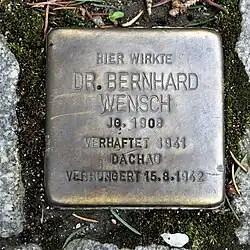 HIER WIRKTE
DR. BERNHARD
WENSCH
JG. 1908
VERHAFTET 1941
DACHAU
VERHUNGERT 15.8.1942